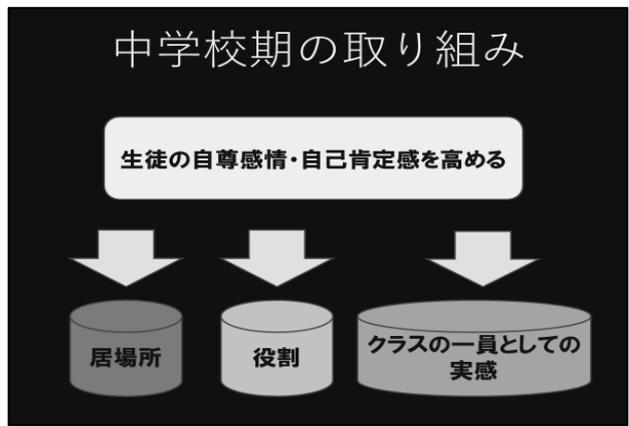 中学校期の取り組み
生徒の自尊感情・自己肯定感を高める
居場所
役割
クラスの一員としての
実感